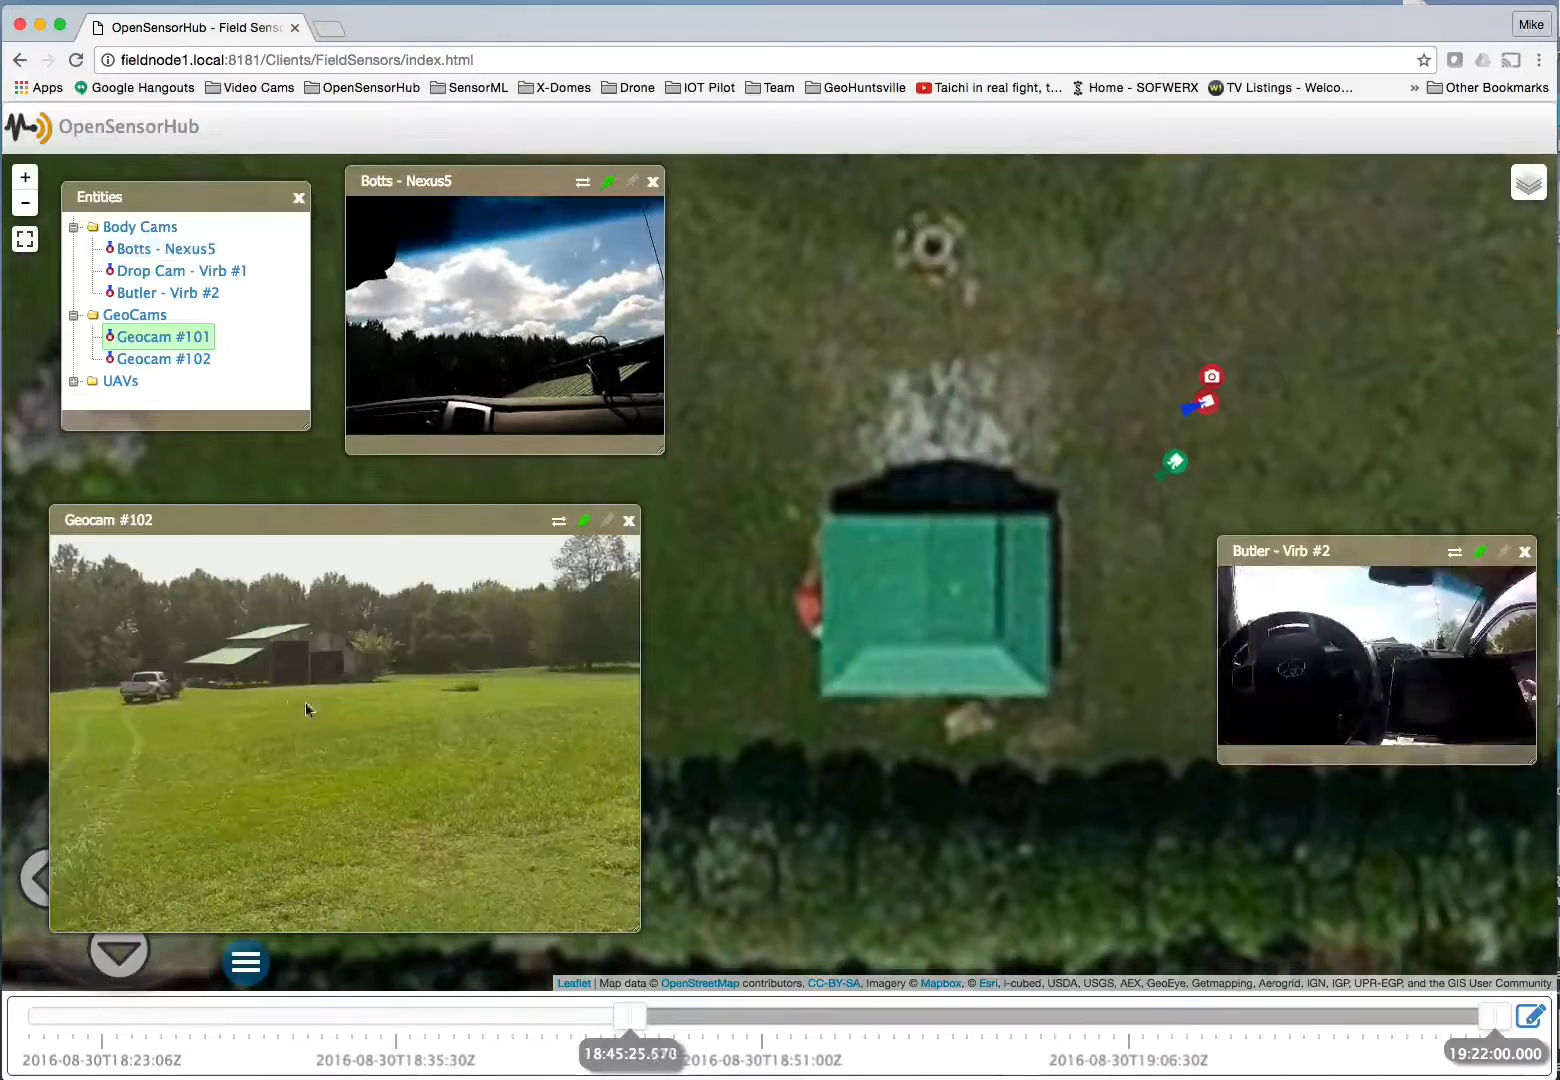 OpenSensorHub - Field Sens
Mike
fieldnode1.local:8181/Clients/FieldSensors/index.html
Apps Google Hangouts Video Cams OpenSensorHub SensorML X-Domes Drone IOT Pilot Team GeoHuntsville Taichi in real fight, t... Home - SOFWERX TV Listings - Welco... » Other Bookmarks
OpenSensorHub
+
−
Entities
Body Cams
Botts - Nexus5
Drop Cam - Virb #1
Butler - Virb #2
GeoCams
Geocam #101
Geocam #102
UAVs
Botts - Nexus5
Geocam #102
Butler - Virb #2
Leaflet | Map data © OpenStreetMap contributors, CC-BY-SA, Imagery © Mapbox, © Esri, i-cubed, USDA, USGS, AEX, GeoEye, Getmapping, Aerogrid, IGN, IGP, UPR-EGP, and the GIS User Community
2016-08-30T18:23:06Z 2016-08-30T18:35:30Z 18:45:25.570 2016-08-30T18:51:00Z 2016-08-30T19:06:30Z 19:22:00.000